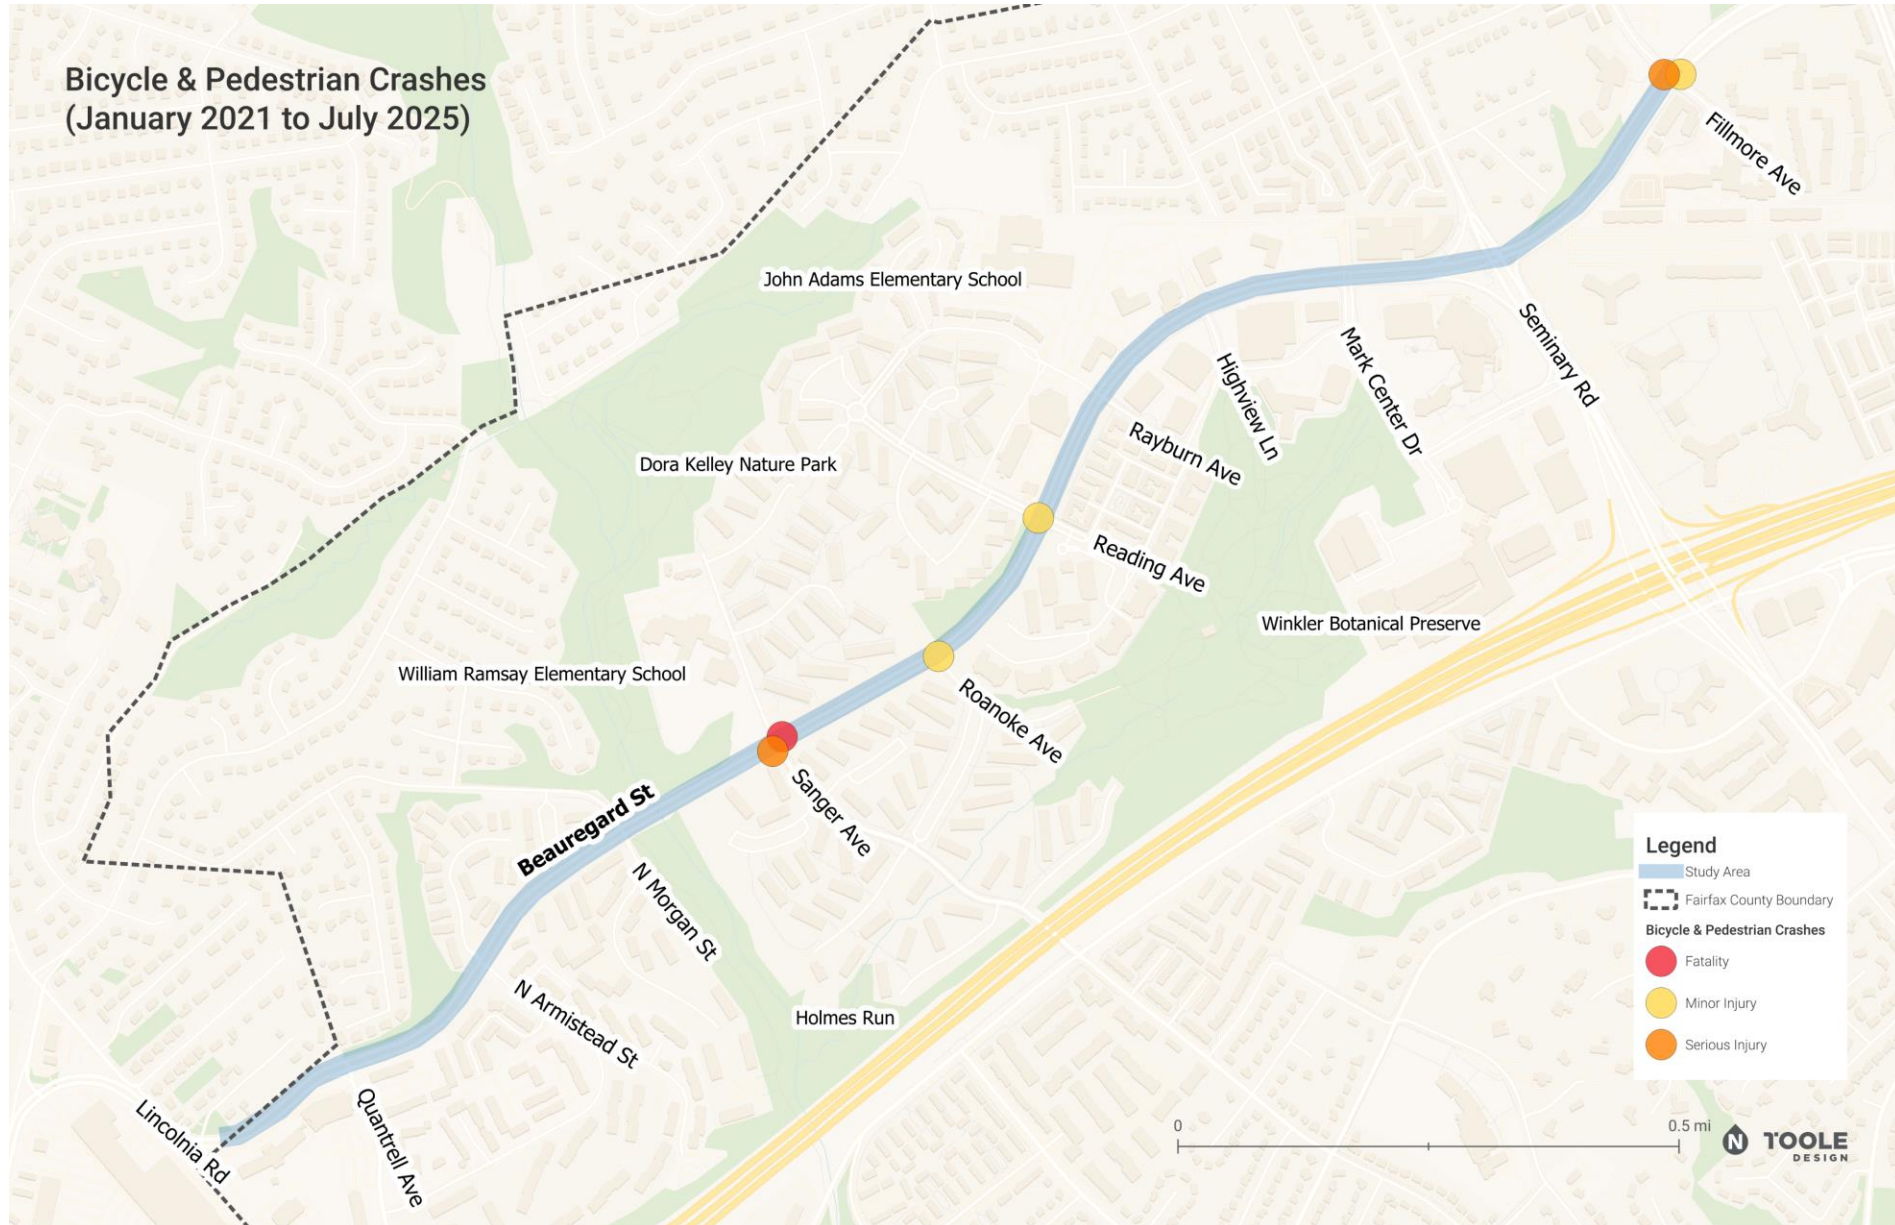 Bicycle & Pedestrian Crashes
(January 2021 to July 2025)
Fillmore Ave
John Adams Elementary School
Seminary Rd
Mark Center Dr
Highview Ln
Rayburn Ave
Dora Kelley Nature Park
Reading Ave
Winkler Botanical Preserve
William Ramsay Elementary School
Roanoke Ave
Sanger Ave
Beauregard St
N Morgan St
N Armistead St
Holmes Run
Quantrell Ave
Lincolnia Rd
Legend
Study Area
Fairfax County Boundary
Bicycle & Pedestrian Crashes
Fatality
Minor Injury
Serious Injury
0 0.5 mi
N
TOOLE
DESIGN